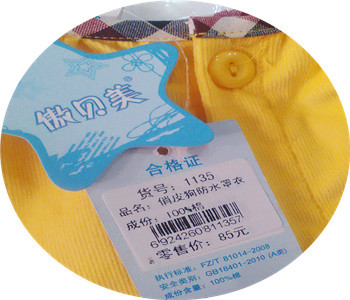 傲贝美®
合格证
货号: 1135
品名: 俏皮狗防水罩衣
成份: 100%棉
6924260811357
零售价: 85元
执行标准: FZ/T 81014-2008
安全类别: GB18401-2010 (A类)
成份含量: 100%棉